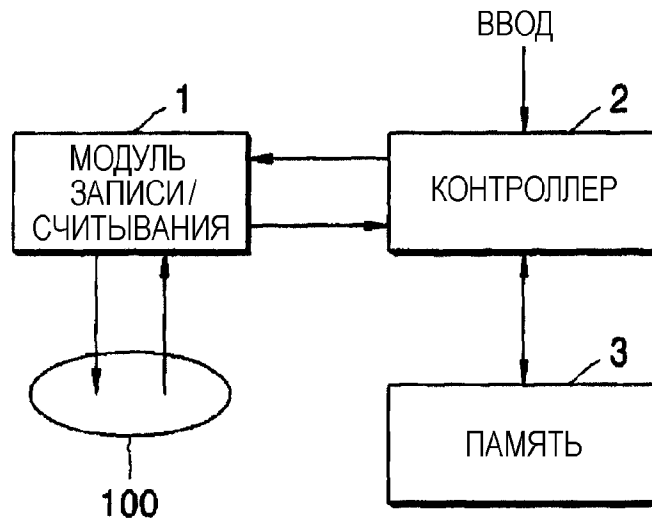 ВВОД
1
2
МОДУЛЬ
ЗАПИСИ/
СЧИТЫВАНИЯ
КОНТРОЛЛЕР
3
ПАМЯТЬ
100